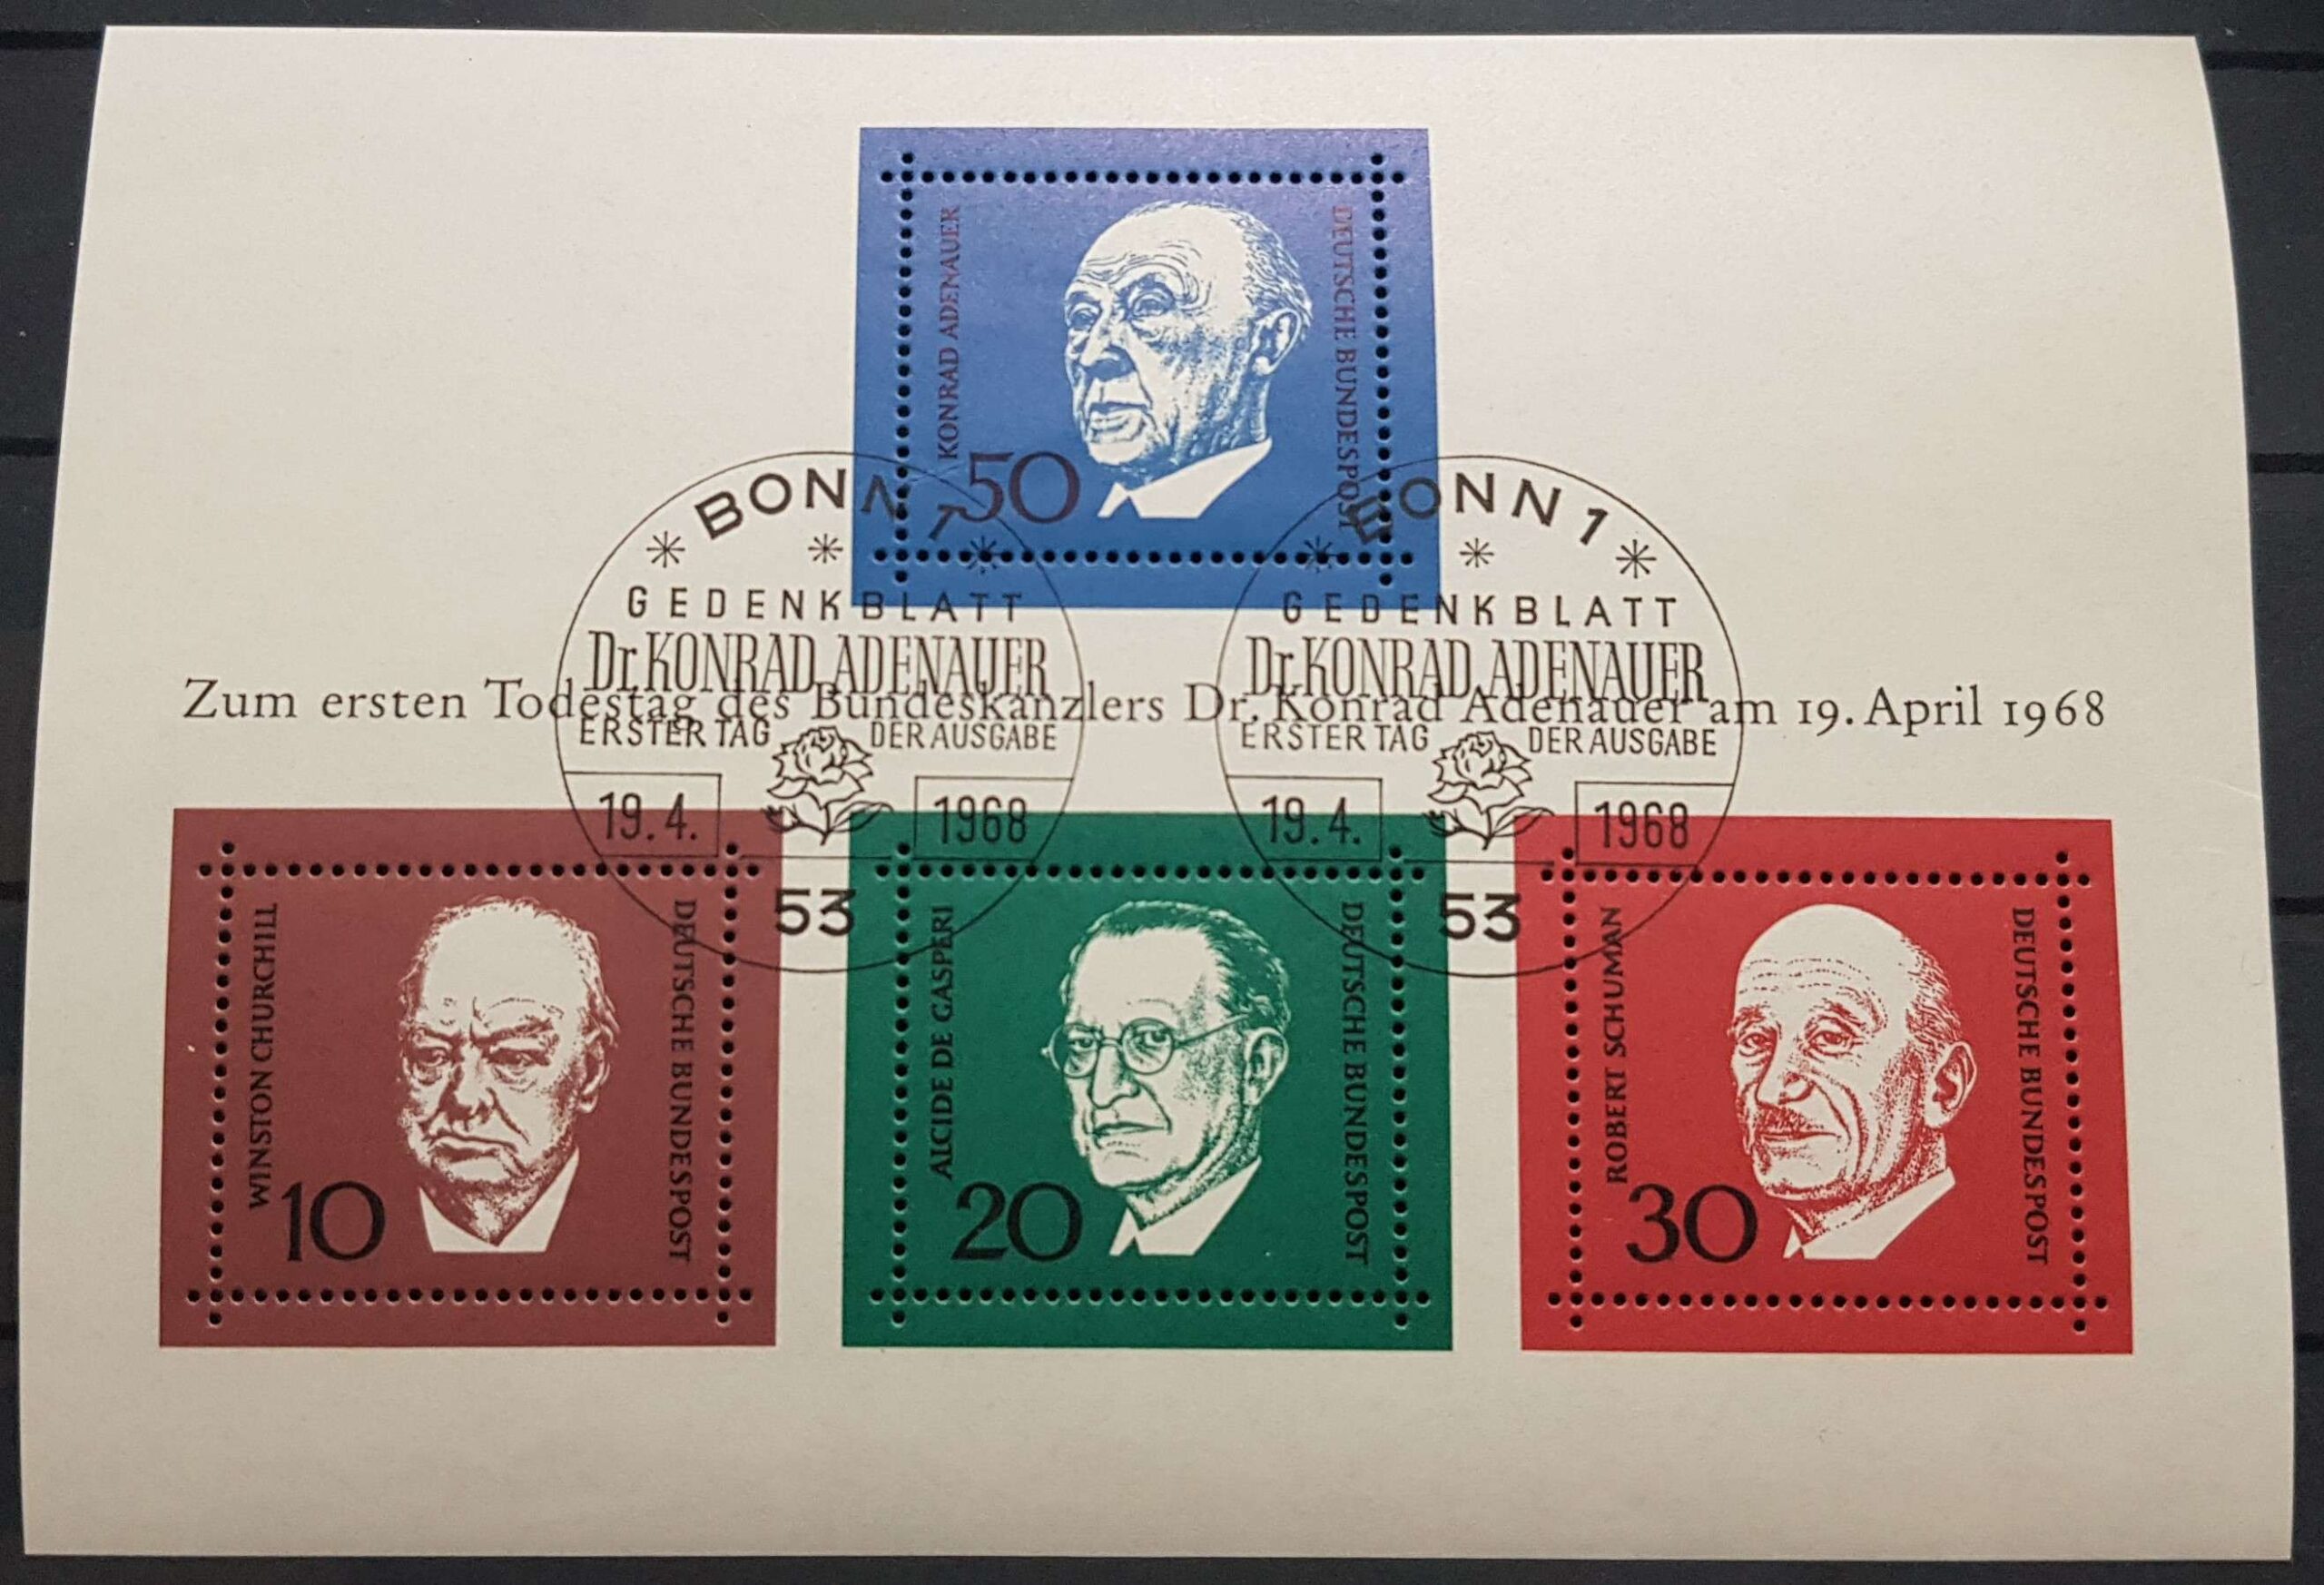 KONRAD ADENAUER
DEUTSCHE BUNDESPOST
50
BONN 1
GEDENKBLATT
Dr. KONRAD ADENAUER
ERSTER TAG DER AUSGABE
19.4. 1968
53
BONN 1
GEDENKBLATT
Dr. KONRAD ADENAUER
ERSTER TAG DER AUSGABE
19.4. 1968
53
Zum ersten Todestag des Bundeskanzlers Dr. Konrad Adenauer am 19. April 1968
WINSTON CHURCHILL
DEUTSCHE BUNDESPOST
10
ALCIDE DE GASPERI
DEUTSCHE BUNDESPOST
20
ROBERT SCHUMAN
DEUTSCHE BUNDESPOST
30